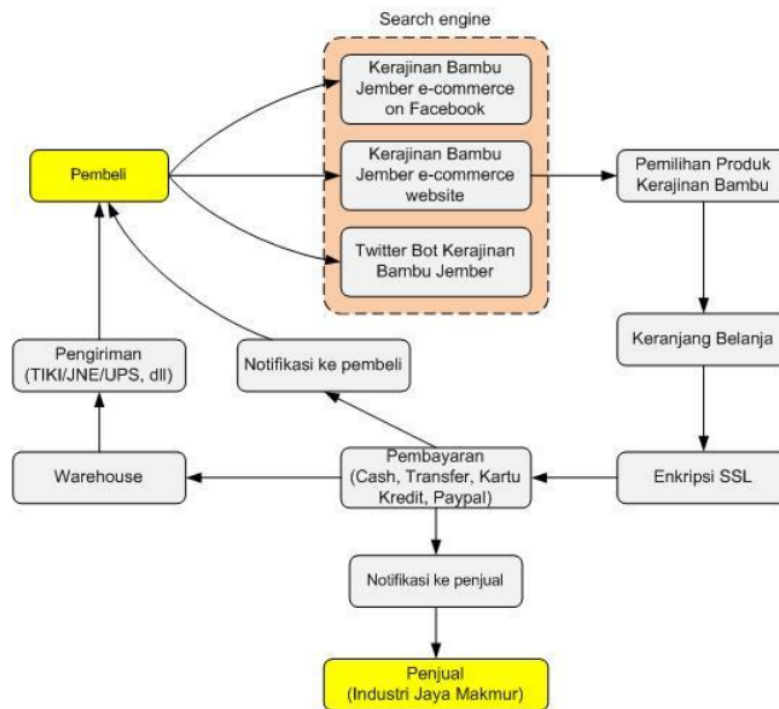 Search engine
Kerajinan Bambu
Jember e-commerce
on Facebook
Pembeli
Kerajinan Bambu
Jember e-commerce
website
Pemilihan Produk
Kerajinan Bambu
Twitter Bot Kerajinan
Bambu Jember
Pengiriman
(TIKI/JNE/UPS, dll)
Notifikasi ke pembeli
Keranjang Belanja
Warehouse
Pembayaran
(Cash, Transfer, Kartu
Kredit, Paypal)
Enkripsi SSL
Notifikasi ke penjual
Penjual
(Industri Jaya Makmur)